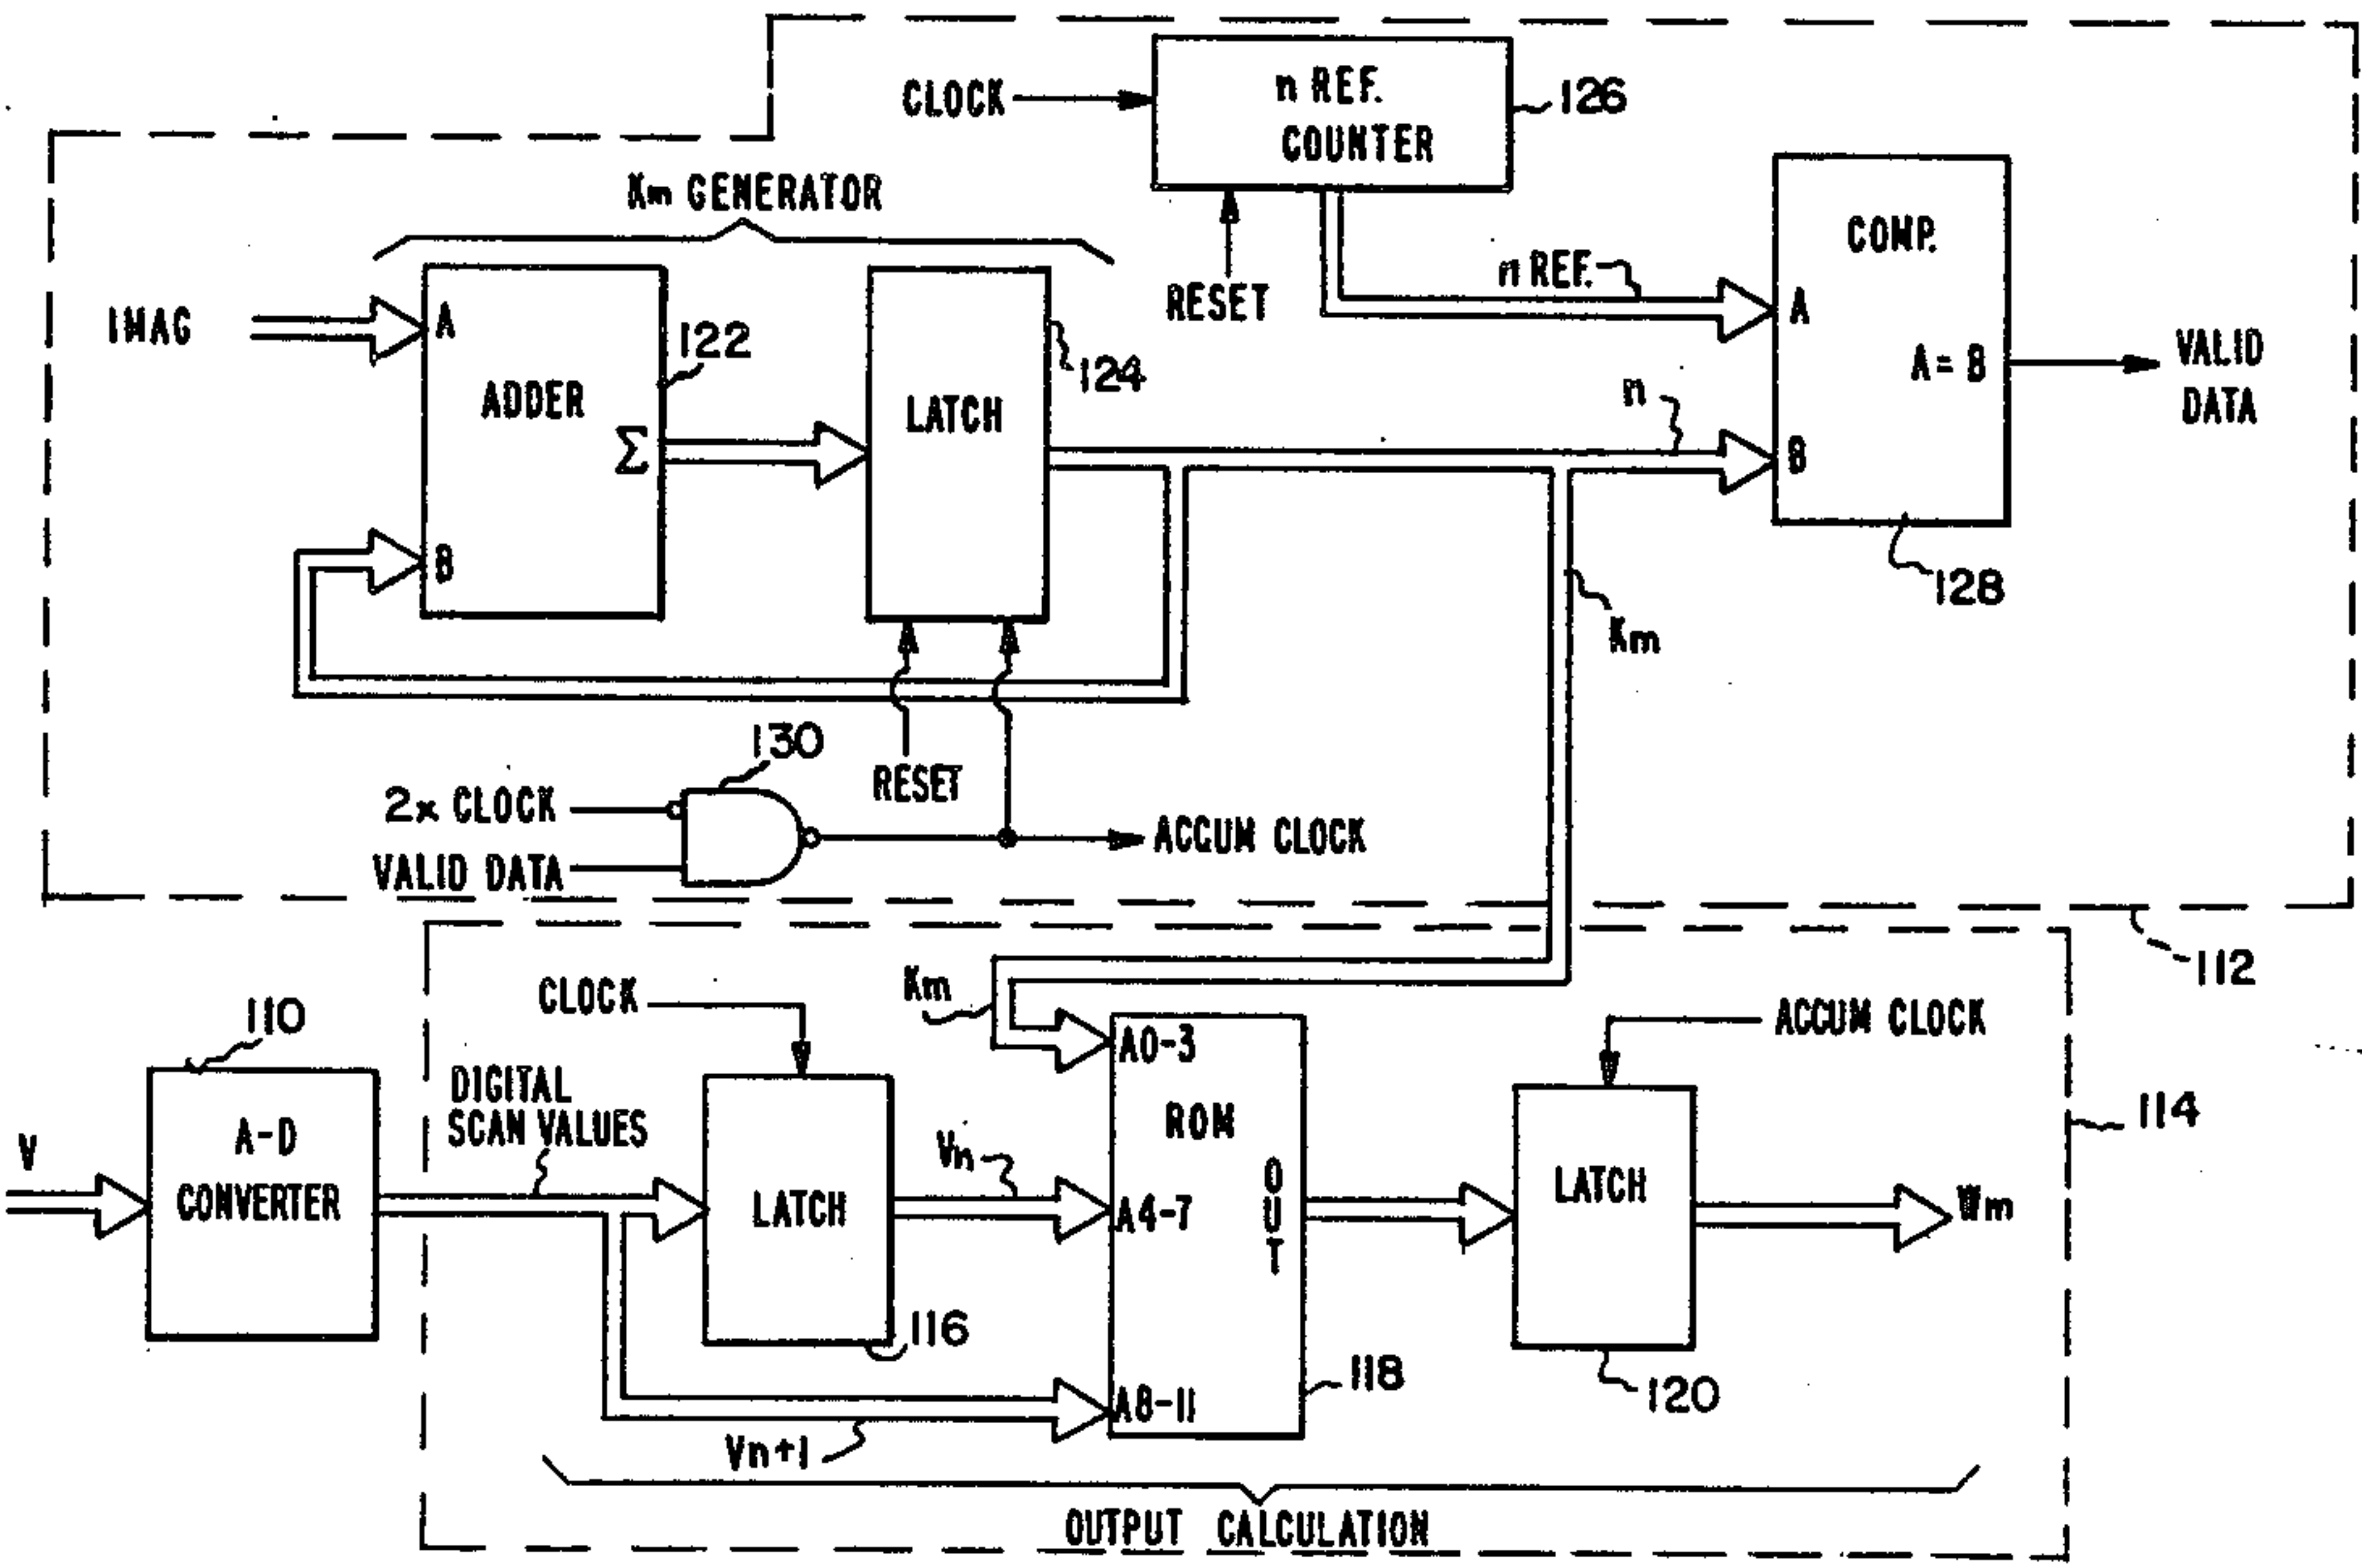 CLOCK
n REF.
COUNTER
126
Km GENERATOR
COMP.
n REF.
RESET
IMAG
A
122
ADDER
Σ
LATCH
124
A
A = B
VALID
DATA
n
B
B
128
Km
130
RESET
2x CLOCK
VALID DATA
ACCUM CLOCK
112
Km
CLOCK
ACCUM CLOCK
110
A0-3
DIGITAL
SCAN VALUES
ROM
114
V
A-D
CONVERTER
LATCH
Vn
A4-7
OUT
LATCH
Wm
116
118
120
A8-11
Vn+1
OUTPUT CALCULATION